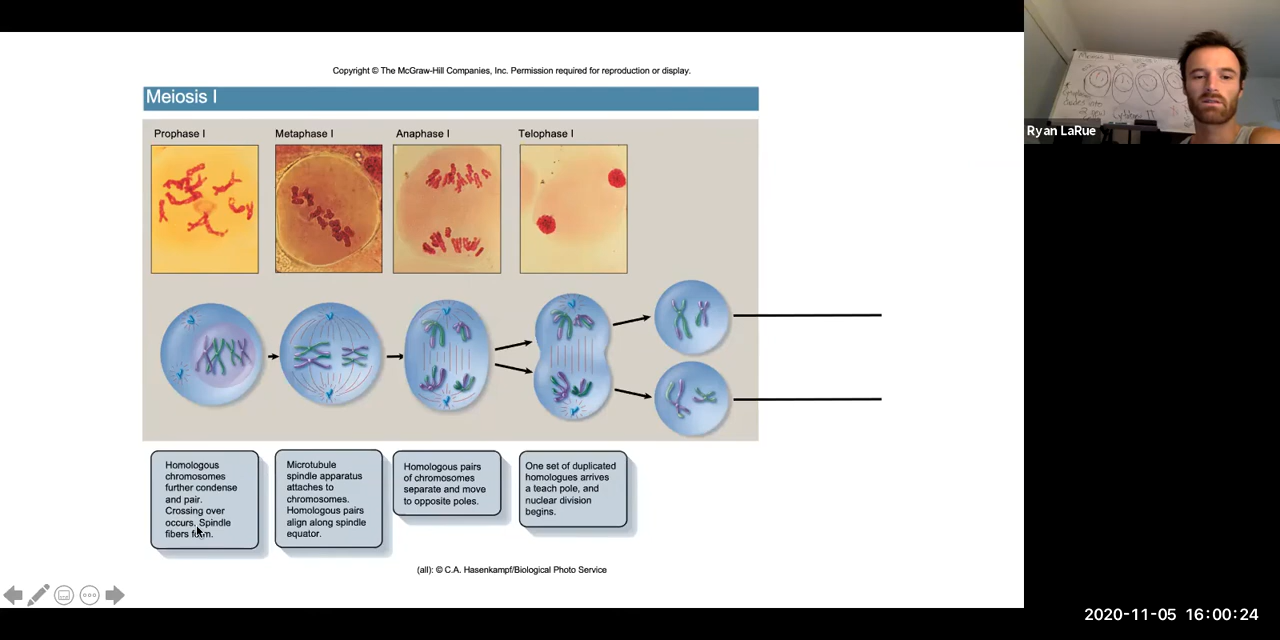 Copyright © The McGraw-Hill Companies, Inc. Permission required for reproduction or display.
Meiosis I
Prophase I
Metaphase I
Anaphase I
Telophase I
Homologous
chromosomes
further condense
and pair.
Crossing over
occurs. Spindle
fibers form.
Microtubule
spindle apparatus
attaches to
chromosomes.
Homologous pairs
align along spindle
equator.
Homologous pairs
of chromosomes
separate and move
to opposite poles.
One set of duplicated
homologues arrives
a teach pole, and
nuclear division
begins.
(all): © C.A. Hasenkampf/Biological Photo Service
Ryan LaRue
2020-11-05 16:00:24